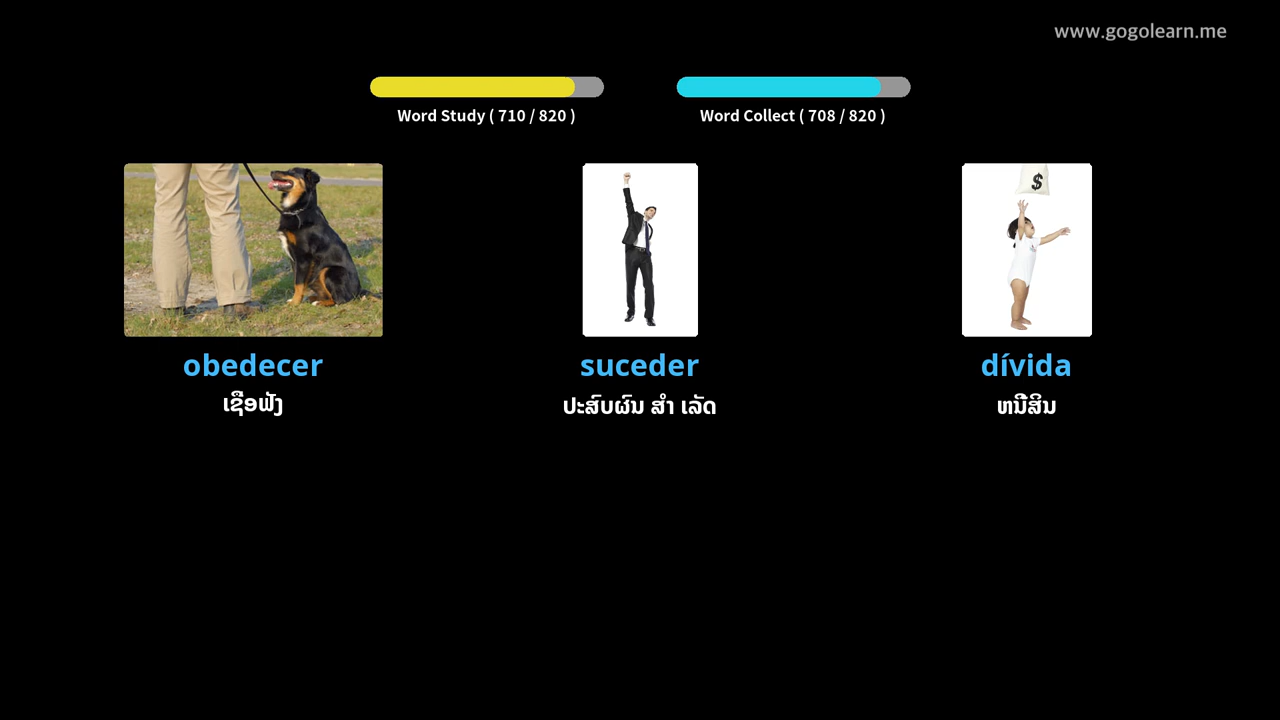 www.gogolearn.me
Word Study ( 710 / 820 )
Word Collect ( 708 / 820 )
obedecer
ເຊື່ອຟັງ
suceder
ປະສົບຜົນ ສຳ ເລັດ
dívida
ຫນີ້ສິນ
$